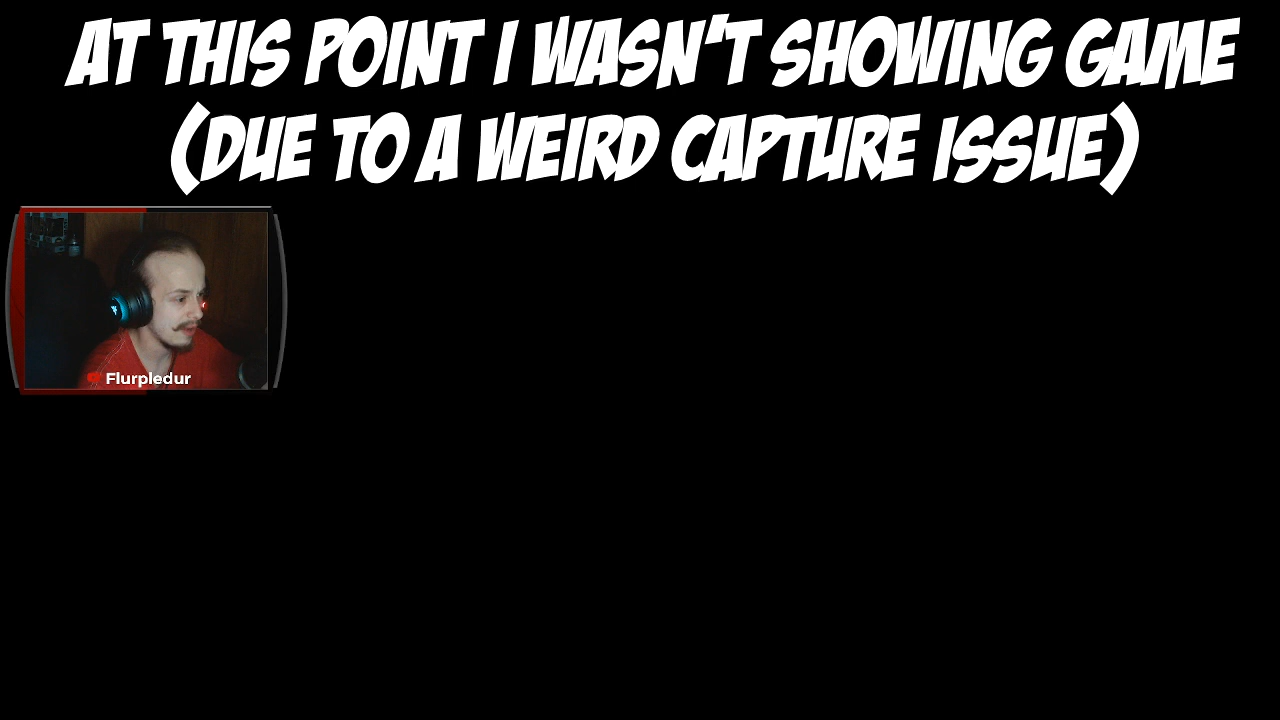 AT THIS POINT I WASN'T SHOWING GAME
(DUE TO A WEIRD CAPTURE ISSUE)
Flurpledur